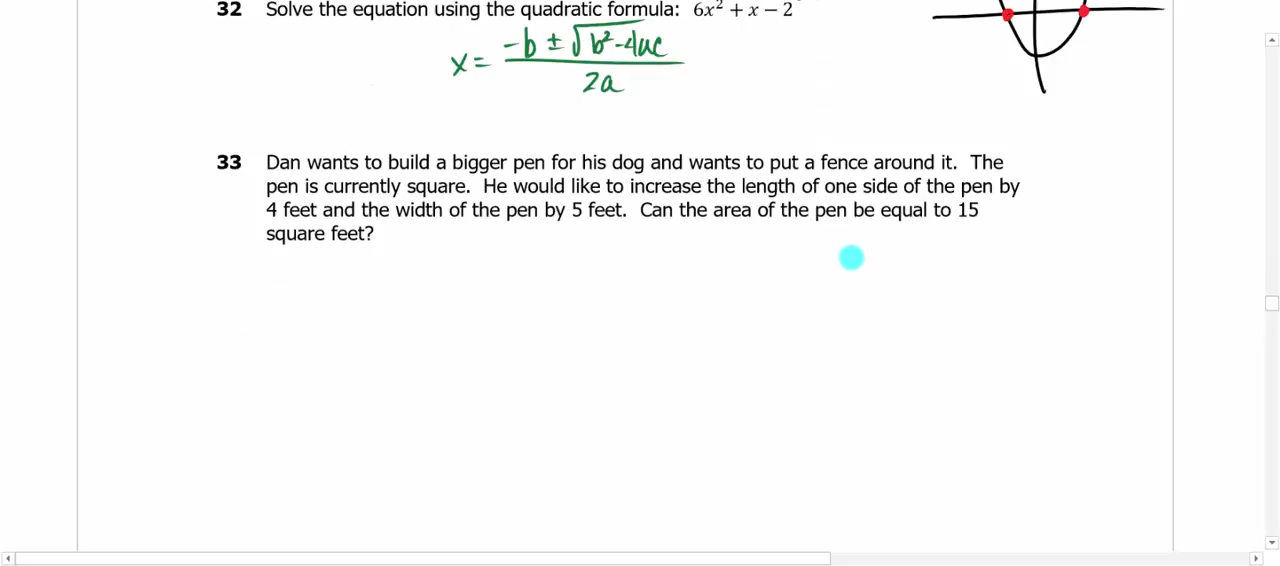 32 Solve the equation using the quadratic formula: 6x² + x − 2
x = −b ± √b²−4ac / 2a
33 Dan wants to build a bigger pen for his dog and wants to put a fence around it. The
pen is currently square. He would like to increase the length of one side of the pen by
4 feet and the width of the pen by 5 feet. Can the area of the pen be equal to 15
square feet?